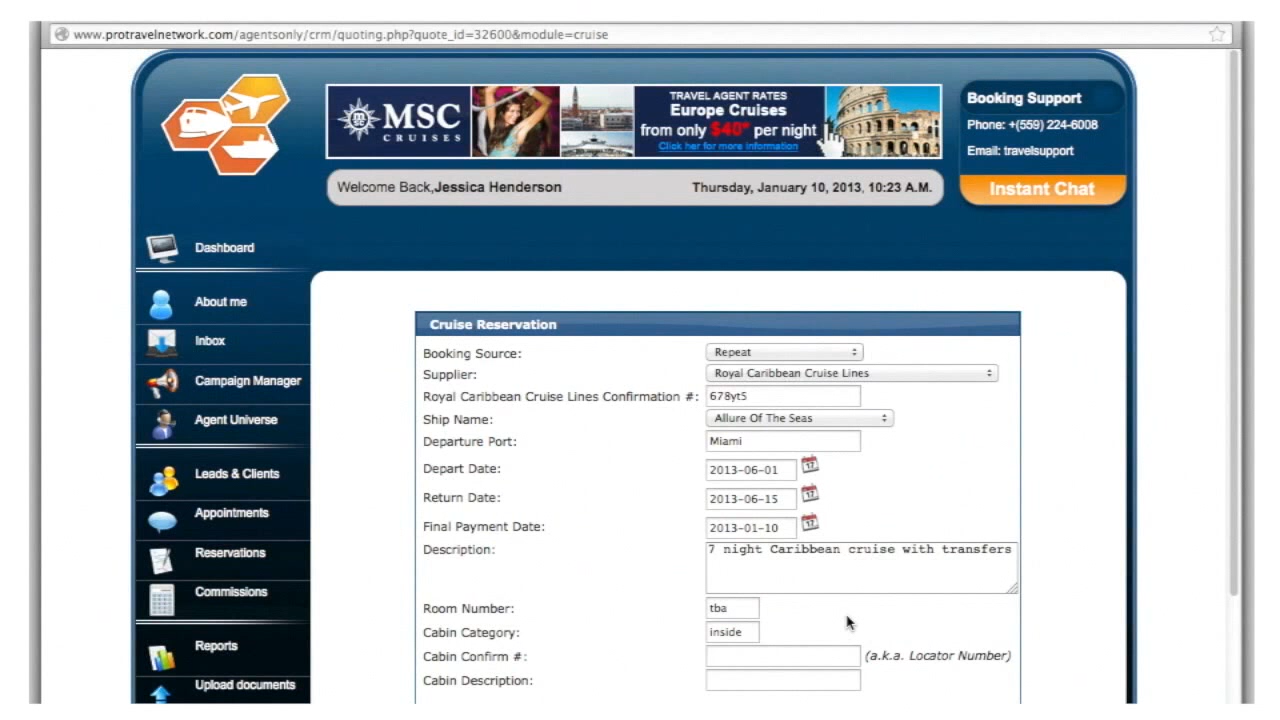 www.protravelnetwork.com/agentsonly/crm/quoting.php?quote_id=32600&module=cruise
MSC
CRUISES
TRAVEL AGENT RATES
Europe Cruises
from only $40* per night
Click her for more information
Booking Support
Phone: +(559) 224-6008
Email: travelsupport
Instant Chat
Welcome Back,Jessica Henderson
Thursday, January 10, 2013, 10:23 A.M.
Dashboard
About me
Inbox
Campaign Manager
Agent Universe
Leads & Clients
Appointments
Reservations
Commissions
Reports
Upload documents
Cruise Reservation
Booking Source: Repeat
Supplier: Royal Caribbean Cruise Lines
Royal Caribbean Cruise Lines Confirmation #: 678yt5
Ship Name: Allure Of The Seas
Departure Port: Miami
Depart Date: 2013-06-01 17
Return Date: 2013-06-15 17
Final Payment Date: 2013-01-10 17
Description: 7 night Caribbean cruise with transfers
Room Number: tba
Cabin Category: inside
Cabin Confirm #: (a.k.a. Locator Number)
Cabin Description: